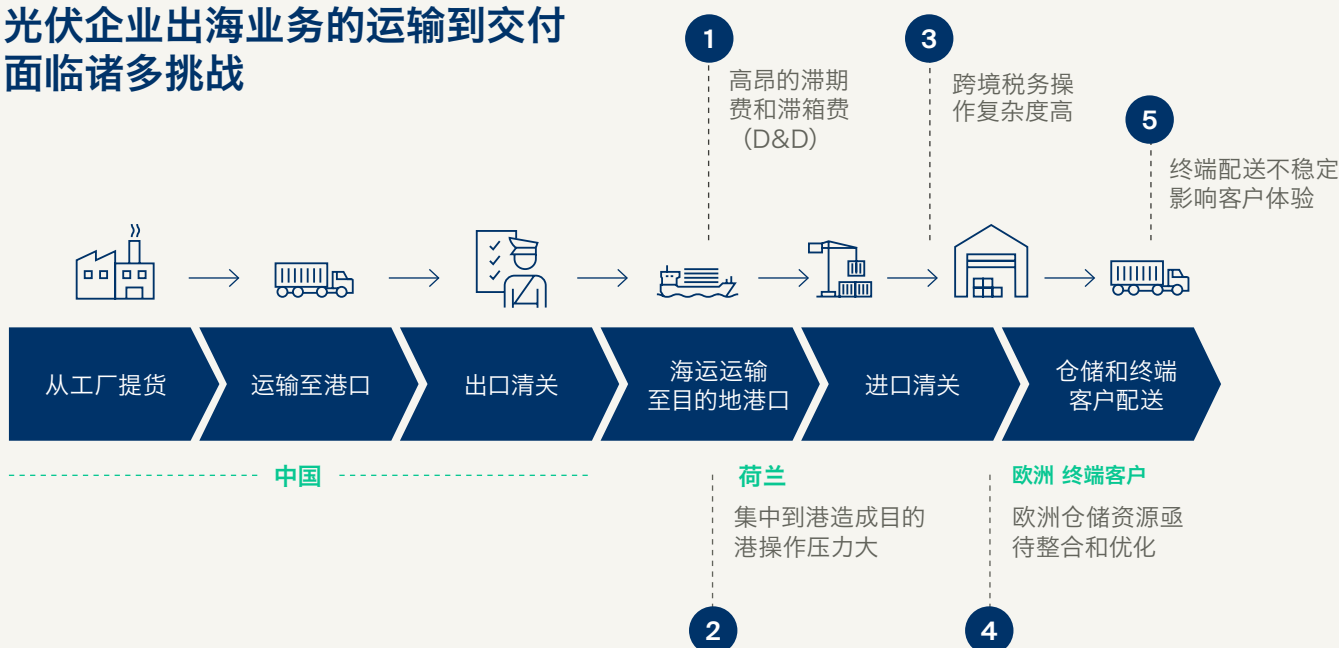 光伏企业出海业务的运输到交付
面临诸多挑战
1
高昂的滞期
费和滞箱费
（D&D）
3
跨境税务操
作复杂度高
5
终端配送不稳定
影响客户体验
从工厂提货
运输至港口
出口清关
海运运输
至目的地港口
进口清关
仓储和终端
客户配送
中国
荷兰
集中到港造成目的
港操作压力大
2
欧洲 终端客户
欧洲仓储资源亟
待整合和优化
4